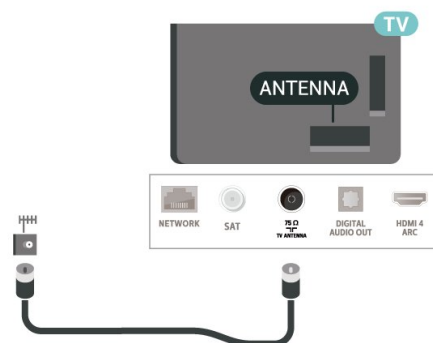 TV
ANTENNA
NETWORK
SAT
75 Ω
TV ANTENNA
DIGITAL
AUDIO OUT
HDMI 4
ARC